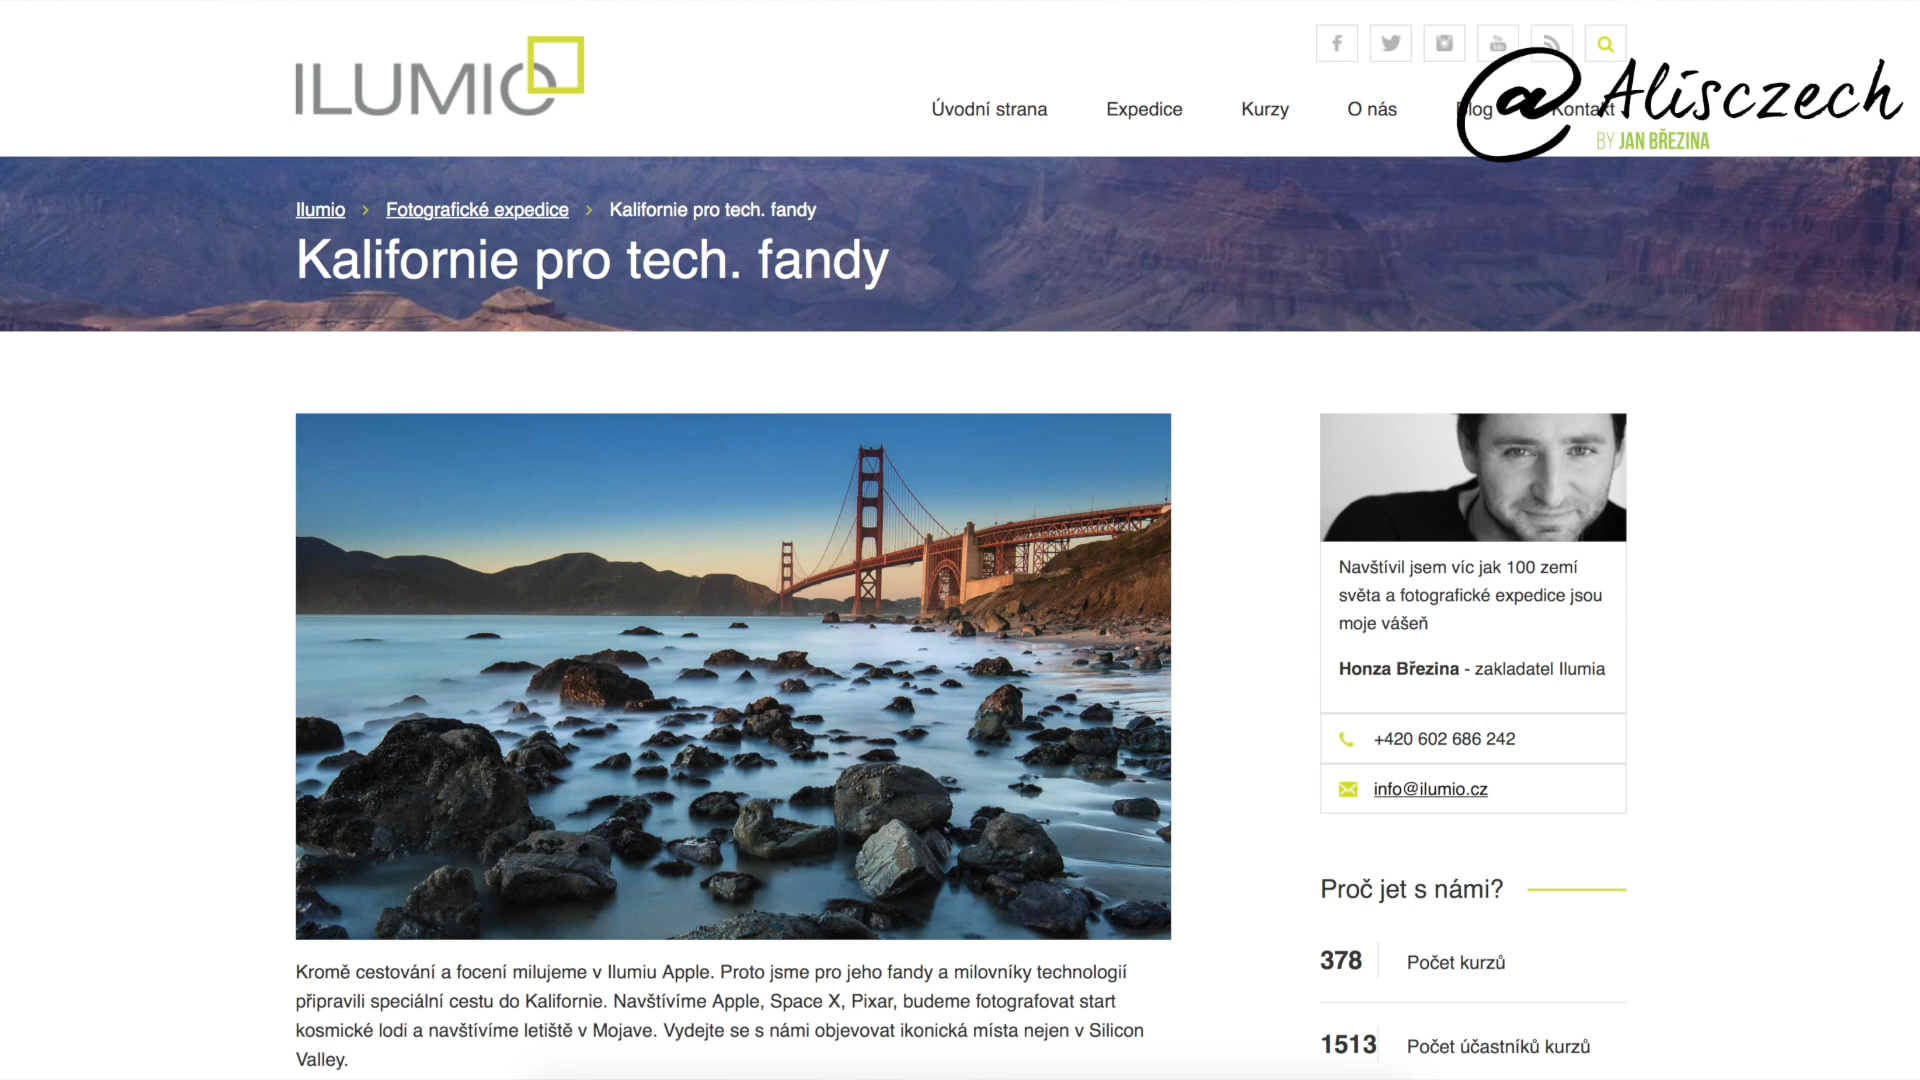 ILUMIO
@Alisczech
BY JAN BŘEZINA
Úvodní strana
Expedice
Kurzy
O nás
Blog
Kontakt
Ilumio > Fotografické expedice > Kalifornie pro tech. fandy
Kalifornie pro tech. fandy
Kromě cestování a focení milujeme v Ilumiu Apple. Proto jsme pro jeho fandy a milovníky technologií
připravili speciální cestu do Kalifornie. Navštívíme Apple, Space X, Pixar, budeme fotografovat start
kosmické lodi a navštívíme letiště v Mojave. Vydejte se s námi objevovat ikonická místa nejen v Silicon
Valley.
Navštívil jsem víc jak 100 zemí
světa a fotografické expedice jsou
moje vášeň
Honza Březina - zakladatel Ilumia
+420 602 686 242
info@ilumio.cz
Proč jet s námi?
378 Počet kurzů
1513 Počet účastníků kurzů